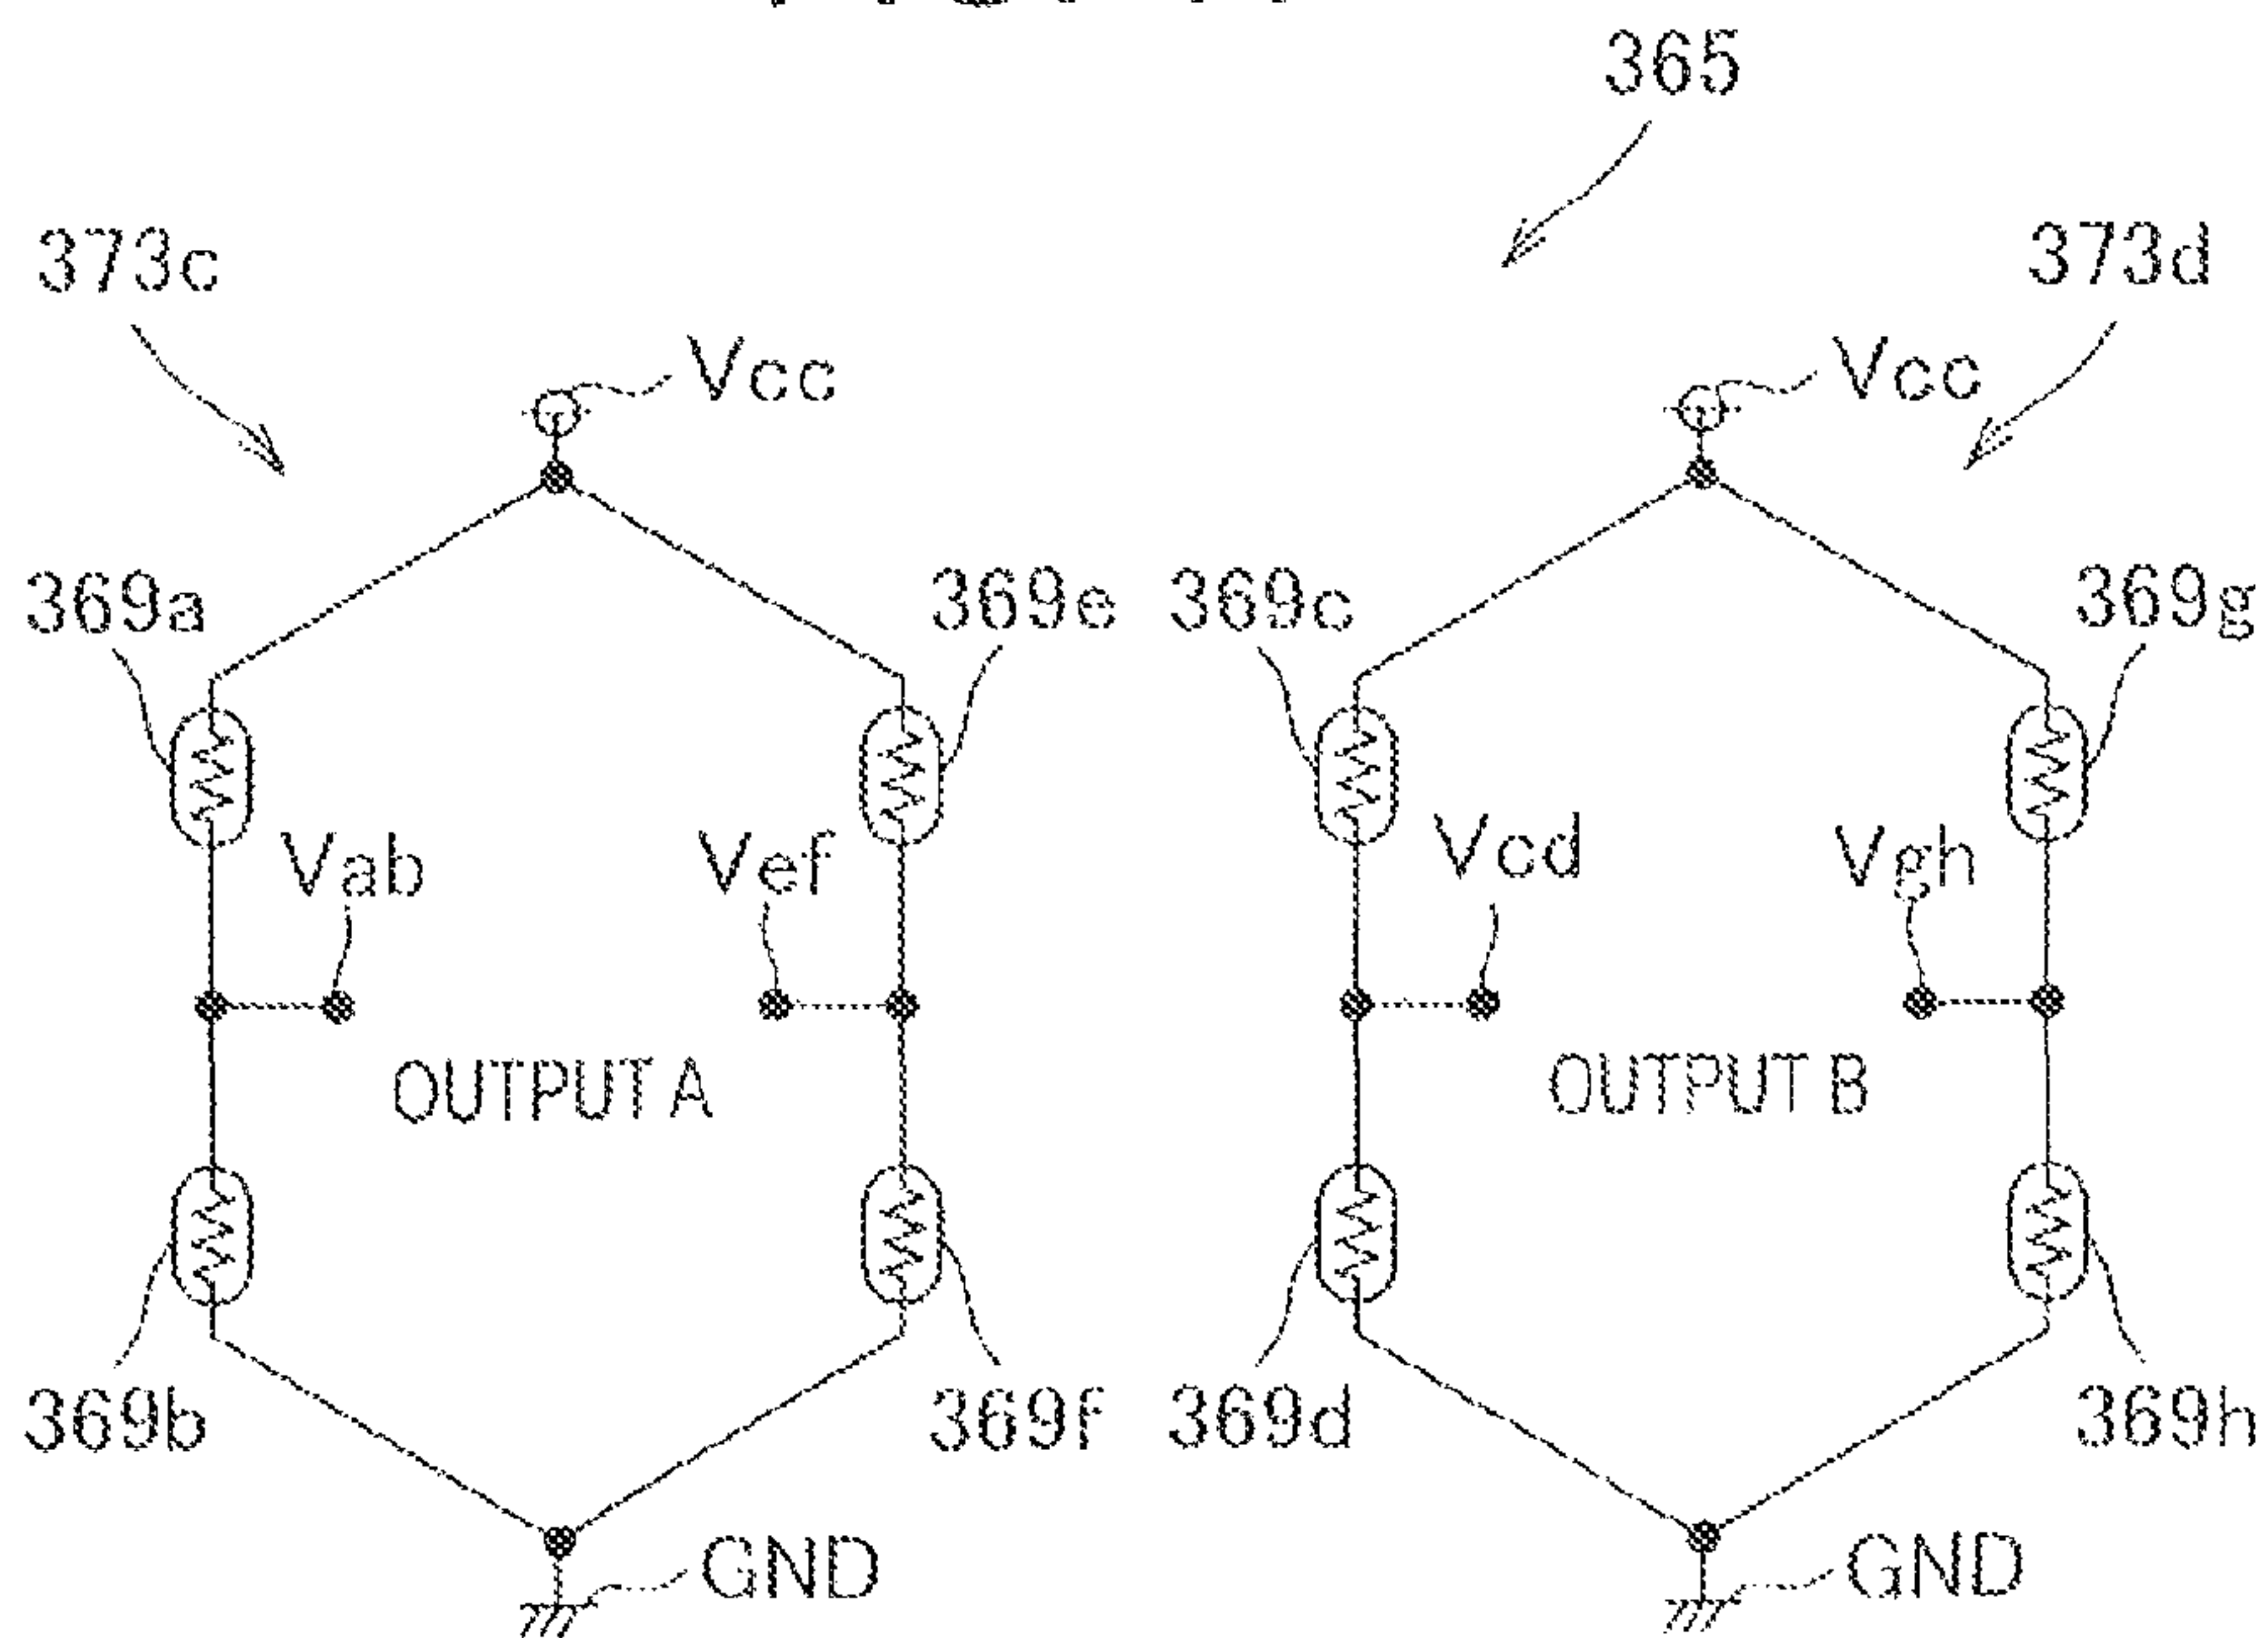 365
373c
373d
Vcc
Vcc
369a
369e
369c
369g
Vab
Vef
Vcd
Vgh
OUTPUT A
OUTPUT B
369b
369f
369d
369h
GND
GND